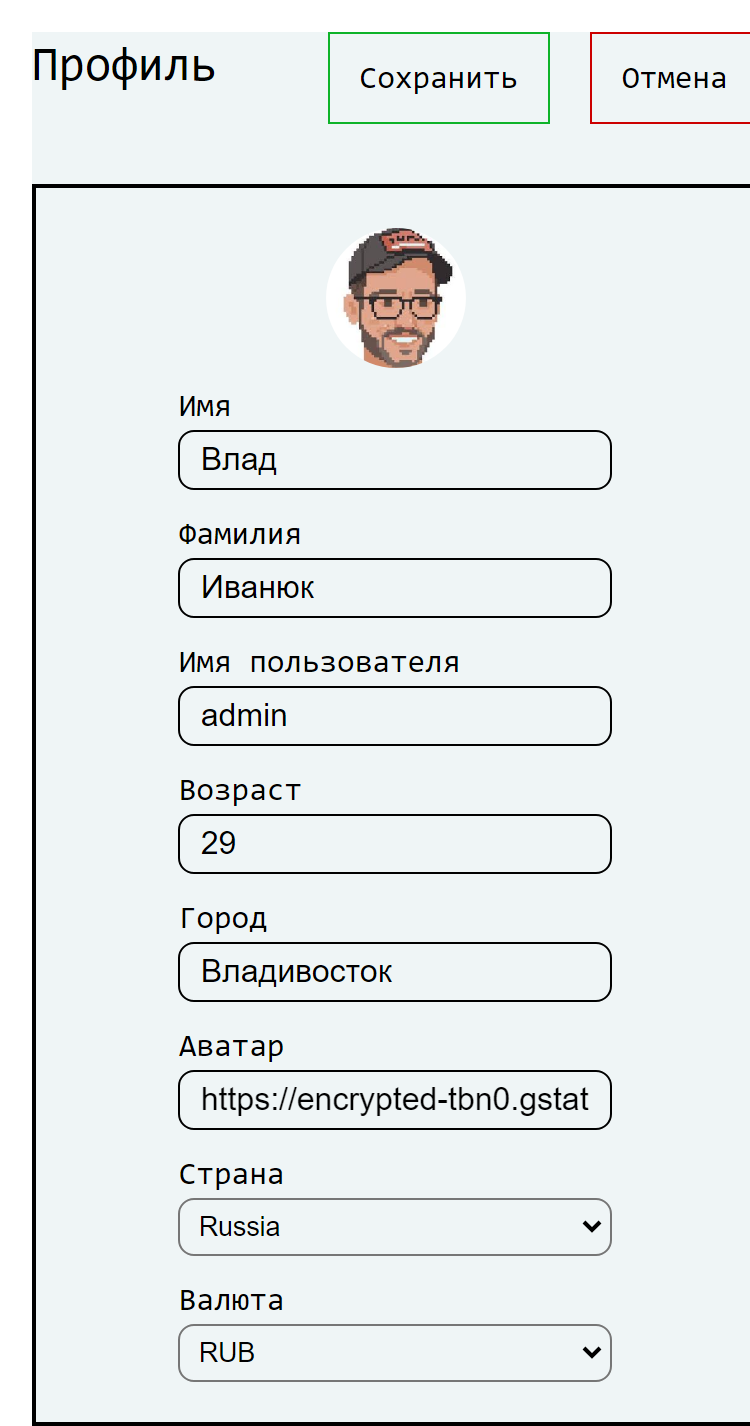 Профиль
Сохранить
Отмена
Имя
Влад
Фамилия
Иванюк
Имя пользователя
admin
Возраст
29
Город
Владивосток
Аватар
https://encrypted-tbn0.gstat
Страна
Russia
Валюта
RUB